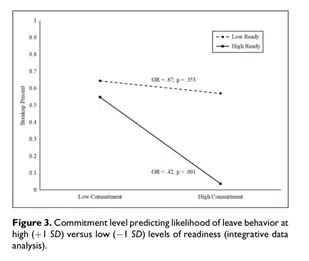 1
0.9
0.8
0.7
0.6
0.5
0.4
0.3
0.2
0.1
0
Breakup Percent
Low Ready
High Ready
OR = .87, p = .353
OR = .42, p < .001
Low Commitment
High Commitment
Figure 3. Commitment level predicting likelihood of leave behavior at
high (+1 SD) versus low (−1 SD) levels of readiness (integrative data
analysis).